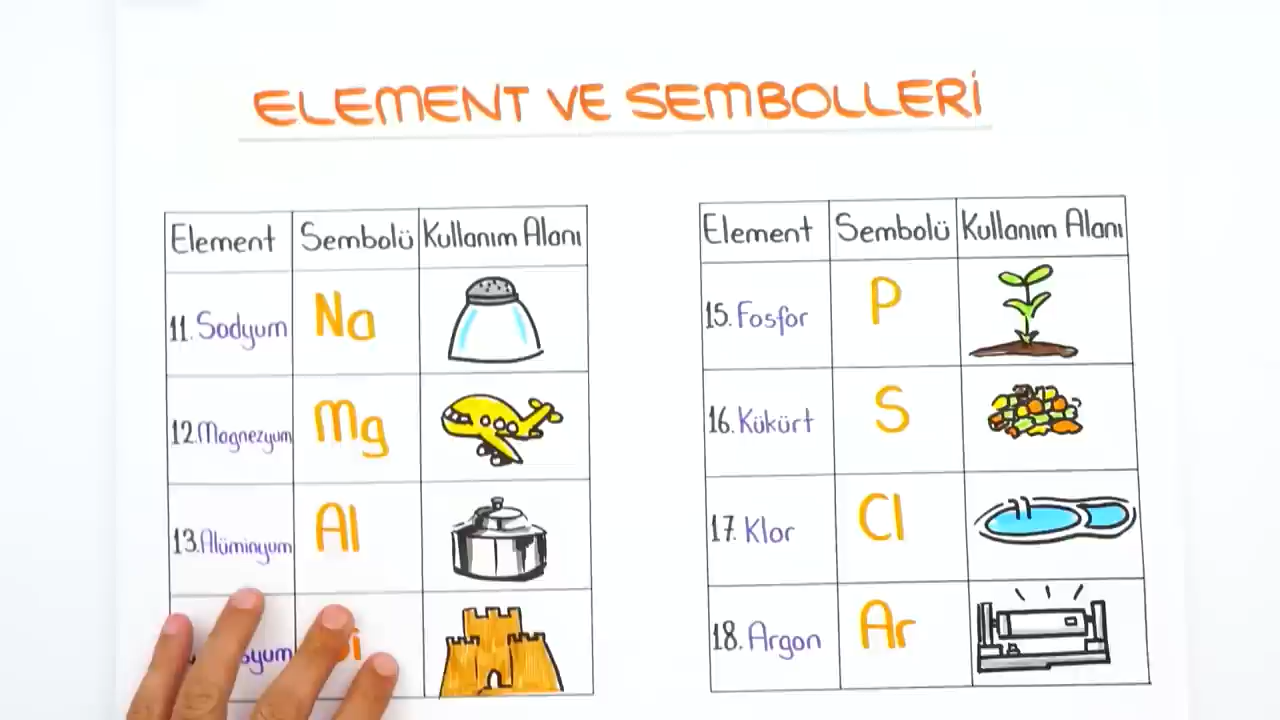 ELEMENT VE SEMBOLLERİ
Element Sembolü Kullanım Alanı
11. Sodyum Na
12. Magnezyum Mg
13. Alüminyum Al
Element Sembolü Kullanım Alanı
15. Fosfor P
16. Kükürt S
17. Klor Cl
18. Argon Ar